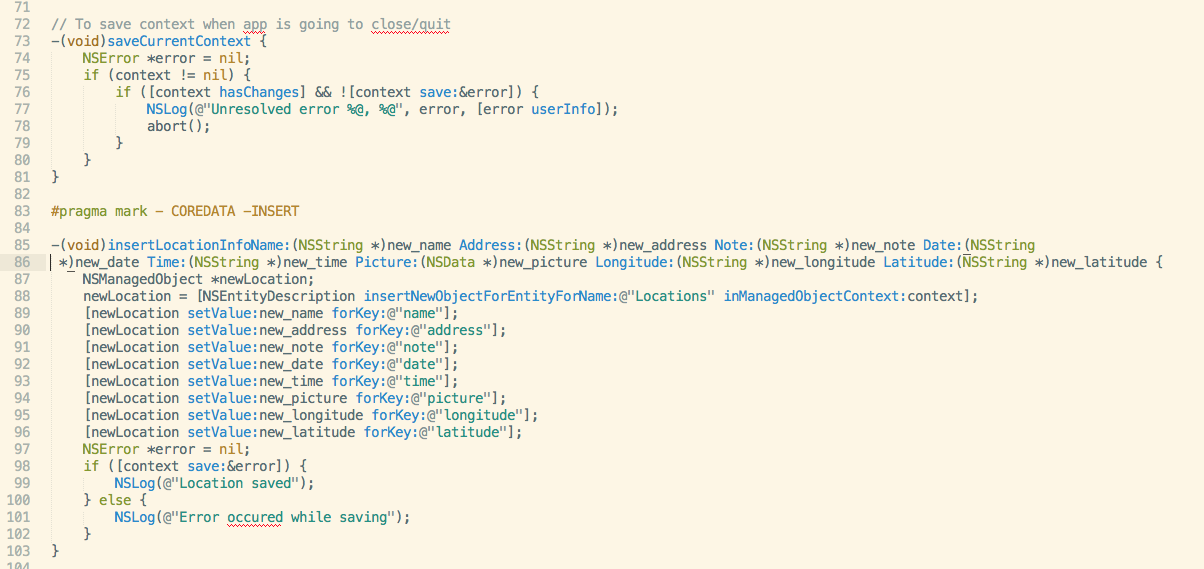 71
72 // To save context when app is going to close/quit
73 -(void)saveCurrentContext {
74     NSError *error = nil;
75     if (context != nil) {
76         if ([context hasChanges] && ![context save:&error]) {
77             NSLog(@"Unresolved error %@, %@", error, [error userInfo]);
78             abort();
79         }
80     }
81 }
82
83 #pragma mark - COREDATA -INSERT
84
85 -(void)insertLocationInfoName:(NSString *)new_name Address:(NSString *)new_address Note:(NSString *)new_note Date:(NSString
86  *)new_date Time:(NSString *)new_time Picture:(NSData *)new_picture Longitude:(NSString *)new_longitude Latitude:(NSString *)new_latitude {
87     NSManagedObject *newLocation;
88     newLocation = [NSEntityDescription insertNewObjectForEntityForName:@"Locations" inManagedObjectContext:context];
89     [newLocation setValue:new_name forKey:@"name"];
90     [newLocation setValue:new_address forKey:@"address"];
91     [newLocation setValue:new_note forKey:@"note"];
92     [newLocation setValue:new_date forKey:@"date"];
93     [newLocation setValue:new_time forKey:@"time"];
94     [newLocation setValue:new_picture forKey:@"picture"];
95     [newLocation setValue:new_longitude forKey:@"longitude"];
96     [newLocation setValue:new_latitude forKey:@"latitude"];
97     NSError *error = nil;
98     if ([context save:&error]) {
99         NSLog(@"Location saved");
100     } else {
101         NSLog(@"Error occured while saving");
102     }
103 }
104